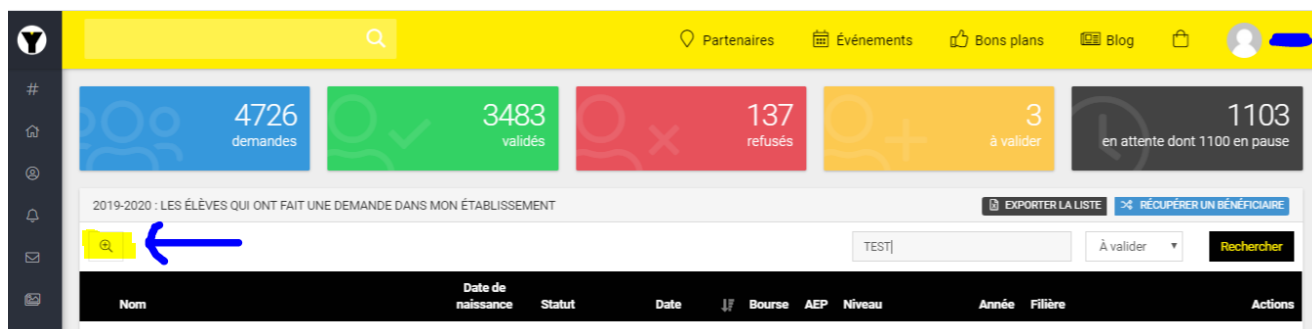 Y
Partenaires Événements Bons plans Blog
#
4726
demandes
3483
validés
137
refusés
3
à valider
1103
en attente dont 1100 en pause
2019-2020 : LES ÉLÈVES QUI ONT FAIT UNE DEMANDE DANS MON ÉTABLISSEMENT EXPORTER LA LISTE RÉCUPÉRER UN BÉNÉFICIAIRE
TEST À valider Rechercher
Nom Date de naissance Statut Date Bourse AEP Niveau Année Filière Actions